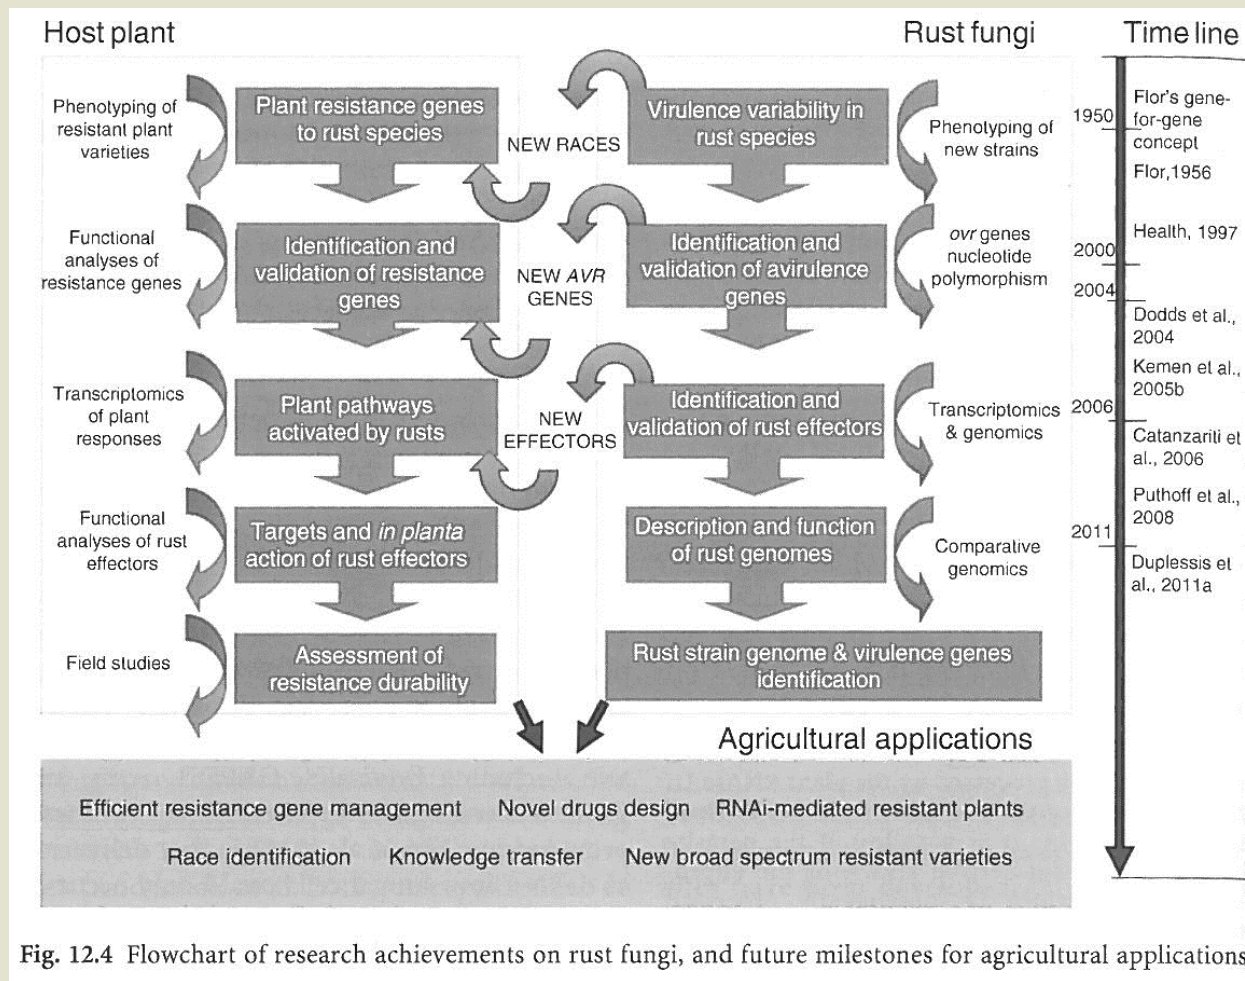 Host plant
Rust fungi
Time line
Phenotyping of
resistant plant
varieties
Plant resistance genes
to rust species
NEW RACES
Virulence variability in
rust species
Phenotyping of
new strains
1950
Flor's gene-
for-gene
concept
Flor,1956
Functional
analyses of
resistance genes
Identification and
validation of resistance
genes
NEW AVR
GENES
Identification and
validation of avirulence
genes
ovr genes
nucleotide
polymorphism
Health, 1997
2000
2004
Dodds et al.,
2004
Transcriptomics
of plant
responses
Plant pathways
activated by rusts
NEW
EFFECTORS
Identification and
validation of rust effectors
Transcriptomics
& genomics
Kemen et al.,
2005b
2006
Catanzariti et
al., 2006
Functional
analyses of rust
effectors
Targets and in planta
action of rust effectors
Description and function
of rust genomes
Comparative
genomics
Puthoff et al.,
2008
2011
Duplessis et
al., 2011a
Field studies
Assessment of
resistance durability
Rust strain genome & virulence genes
identification
Agricultural applications
Efficient resistance gene management Novel drugs design RNAi-mediated resistant plants
Race identification Knowledge transfer New broad spectrum resistant varieties
Fig. 12.4 Flowchart of research achievements on rust fungi, and future milestones for agricultural applications